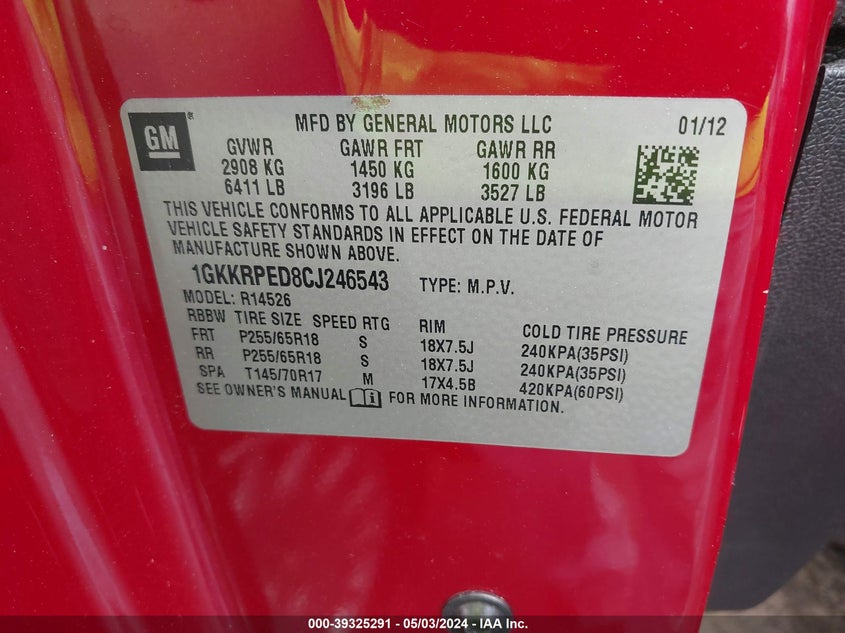 GM ®
MFD BY GENERAL MOTORS LLC 01/12
GVWR GAWR FRT GAWR RR
2908 KG 1450 KG 1600 KG
6411 LB 3196 LB 3527 LB
THIS VEHICLE CONFORMS TO ALL APPLICABLE U.S. FEDERAL MOTOR
VEHICLE SAFETY STANDARDS IN EFFECT ON THE DATE OF
MANUFACTURE SHOWN ABOVE.
1GKKRPED8CJ246543 TYPE: M.P.V.
MODEL: R14526
RBBW TIRE SIZE SPEED RTG RIM COLD TIRE PRESSURE
FRT P255/65R18 S 18X7.5J 240KPA(35PSI)
RR P255/65R18 S 18X7.5J 240KPA(35PSI)
SPA T145/70R17 M 17X4.5B 420KPA(60PSI)
SEE OWNER'S MANUAL FOR MORE INFORMATION.
000-39325291 - 05/03/2024 - IAA Inc.